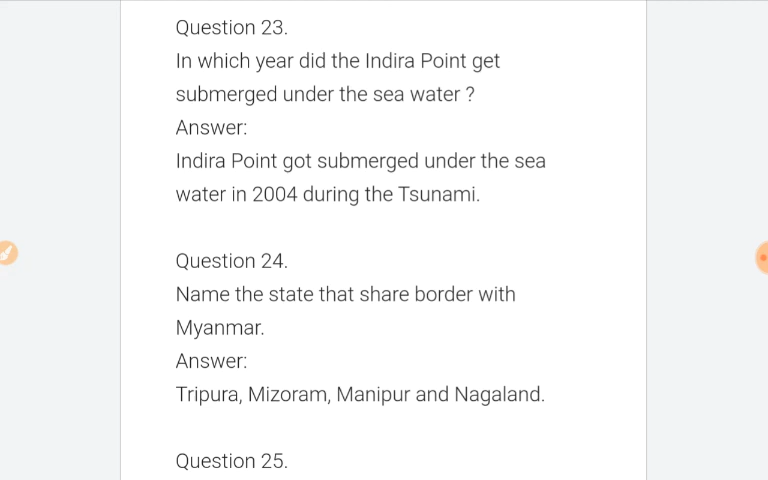 Question 23.
In which year did the Indira Point get
submerged under the sea water ?
Answer:
Indira Point got submerged under the sea
water in 2004 during the Tsunami.
Question 24.
Name the state that share border with
Myanmar.
Answer:
Tripura, Mizoram, Manipur and Nagaland.
Question 25.